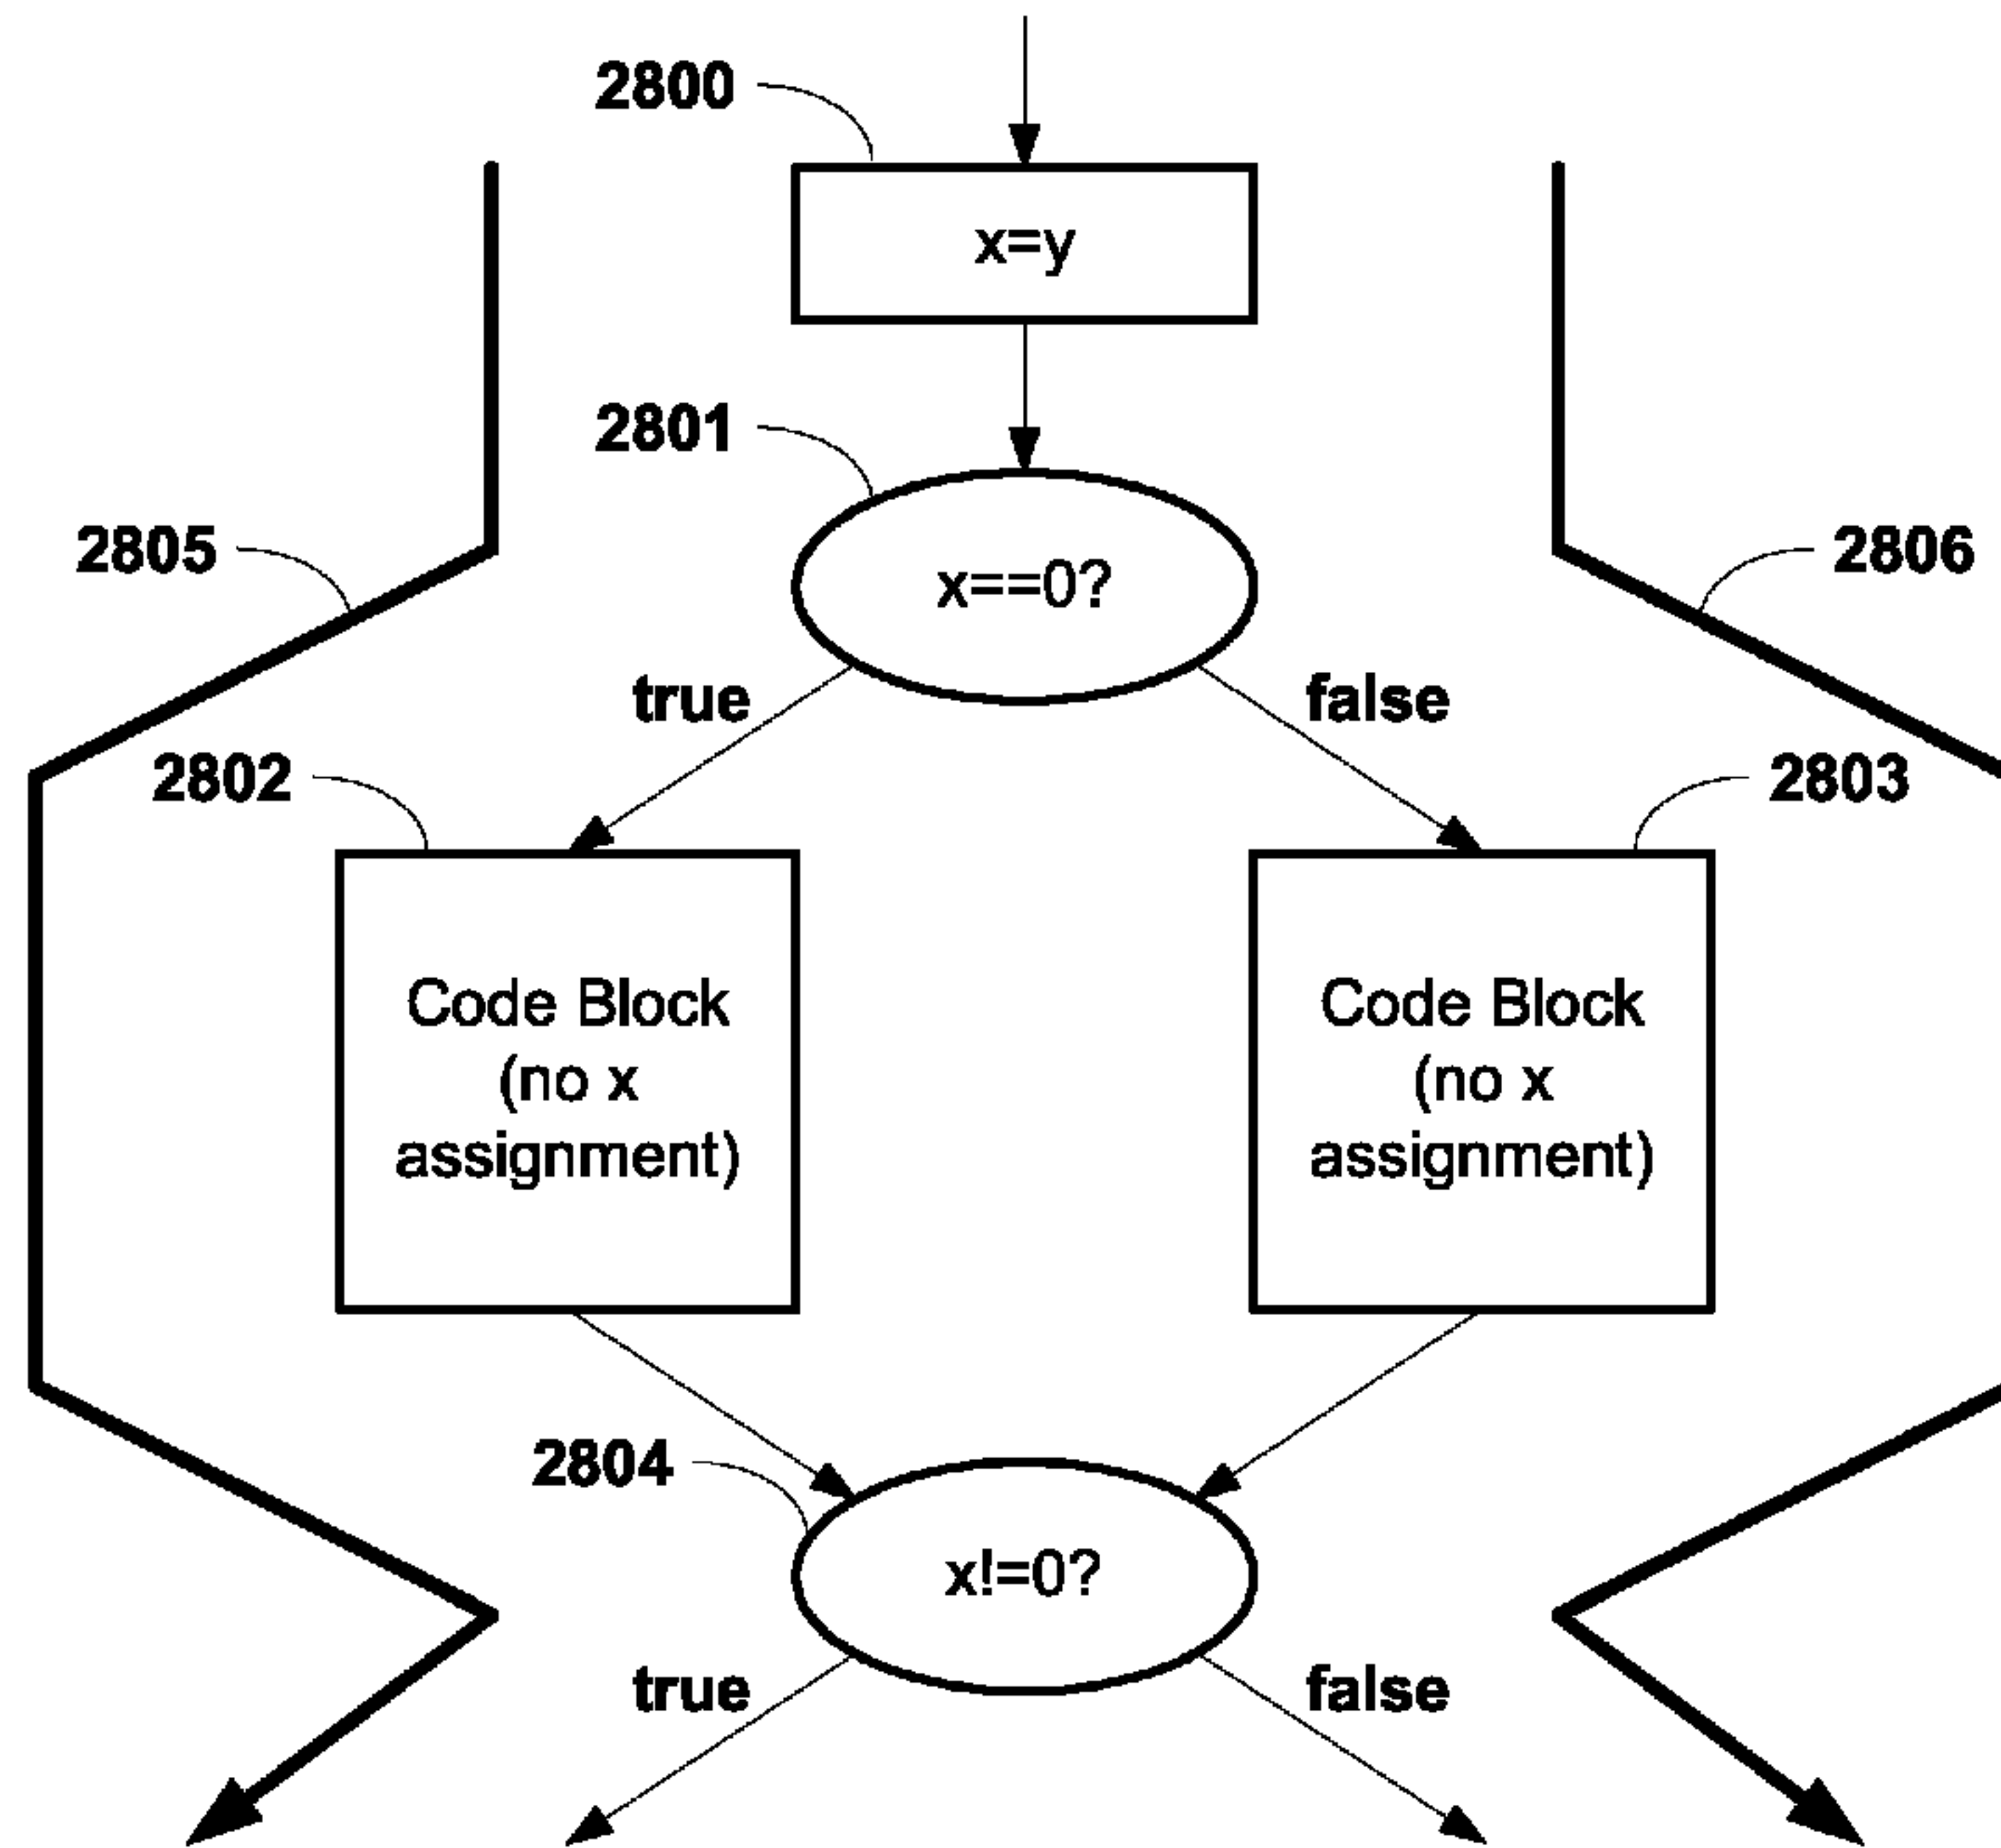 2800
x=y
2801
x==0?
2805
2806
true
false
2802
2803
Code Block
(no x
assignment)
Code Block
(no x
assignment)
2804
x!=0?
true
false